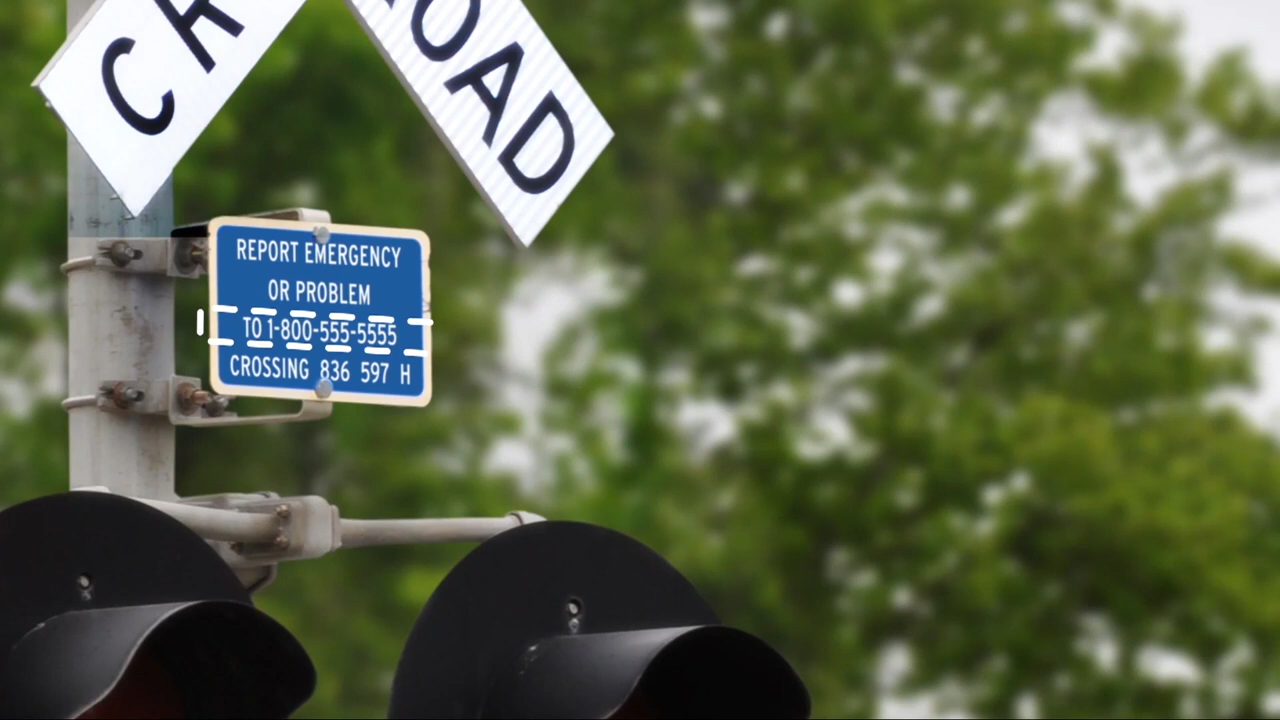 CR
OAD
REPORT EMERGENCY
OR PROBLEM
TO 1-800-555-5555
CROSSING 836 597 H